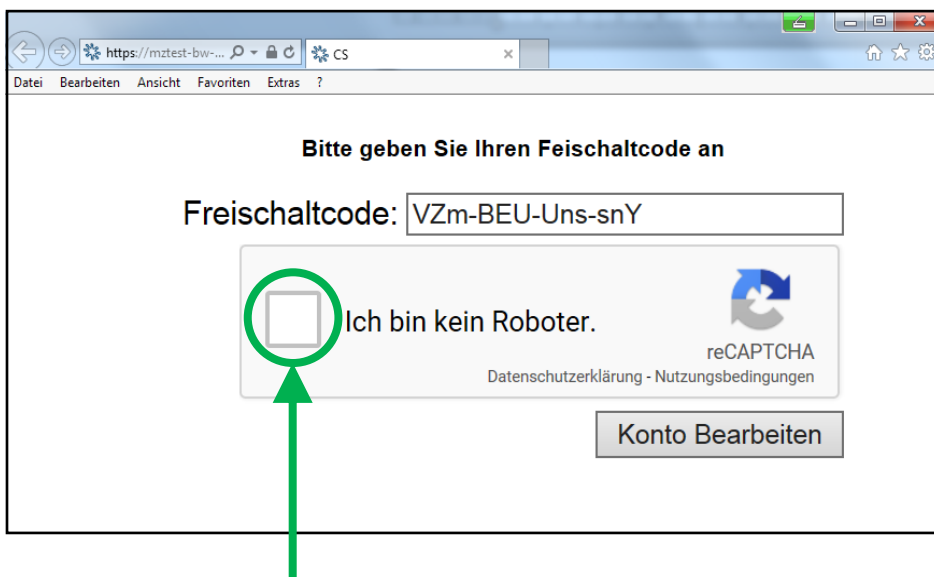 https://mztest-bw-... CS
Datei Bearbeiten Ansicht Favoriten Extras ?
Bitte geben Sie Ihren Feischaltcode an
Freischaltcode: VZm-BEU-Uns-snY
Ich bin kein Roboter.
reCAPTCHA
Datenschutzerklärung - Nutzungsbedingungen
Konto Bearbeiten